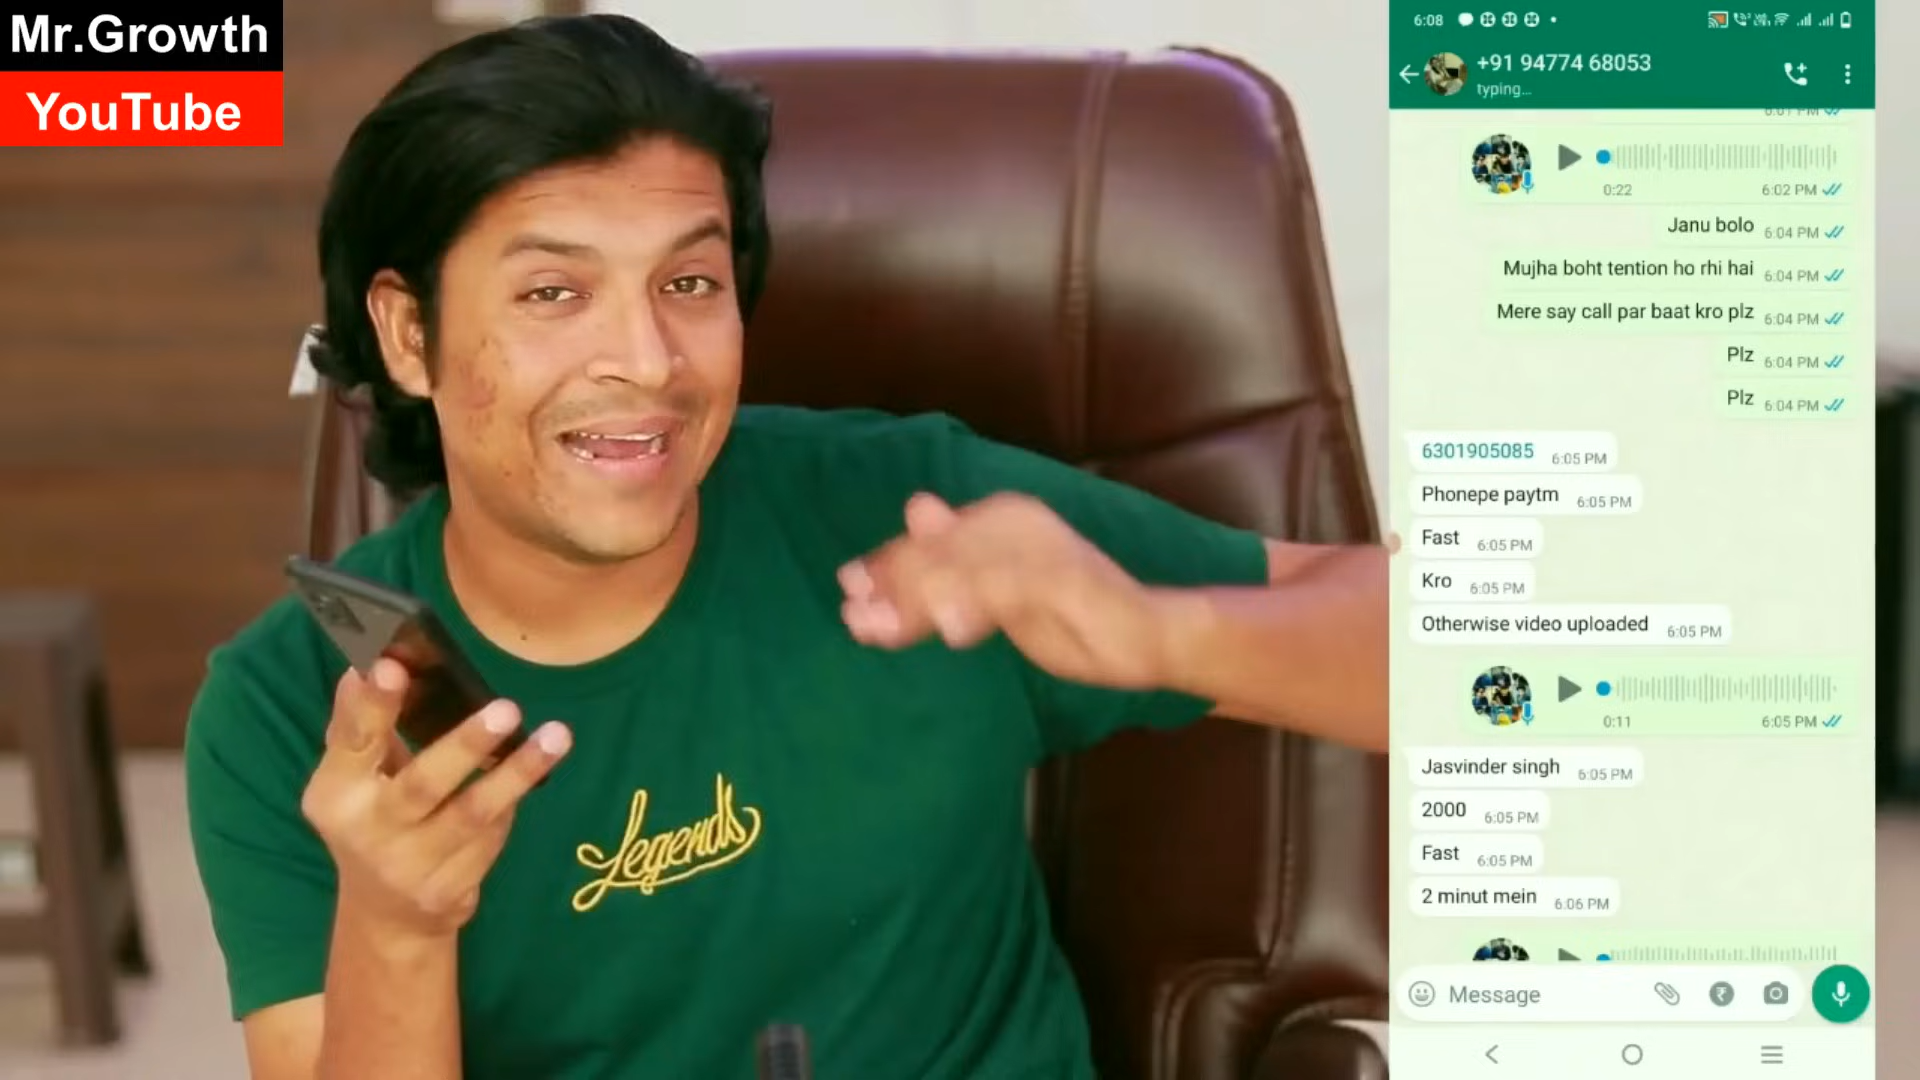 Mr.Growth
YouTube
Legends
6:08
+91 94774 68053
typing...
6:01 PM
0:22 6:02 PM
Janu bolo 6:04 PM
Mujha boht tention ho rhi hai 6:04 PM
Mere say call par baat kro plz 6:04 PM
Plz 6:04 PM
Plz 6:04 PM
6301905085 6:05 PM
Phonepe paytm 6:05 PM
Fast 6:05 PM
Kro 6:05 PM
Otherwise video uploaded 6:05 PM
0:11 6:05 PM
Jasvinder singh 6:05 PM
2000 6:05 PM
Fast 6:05 PM
2 minut mein 6:06 PM
Message